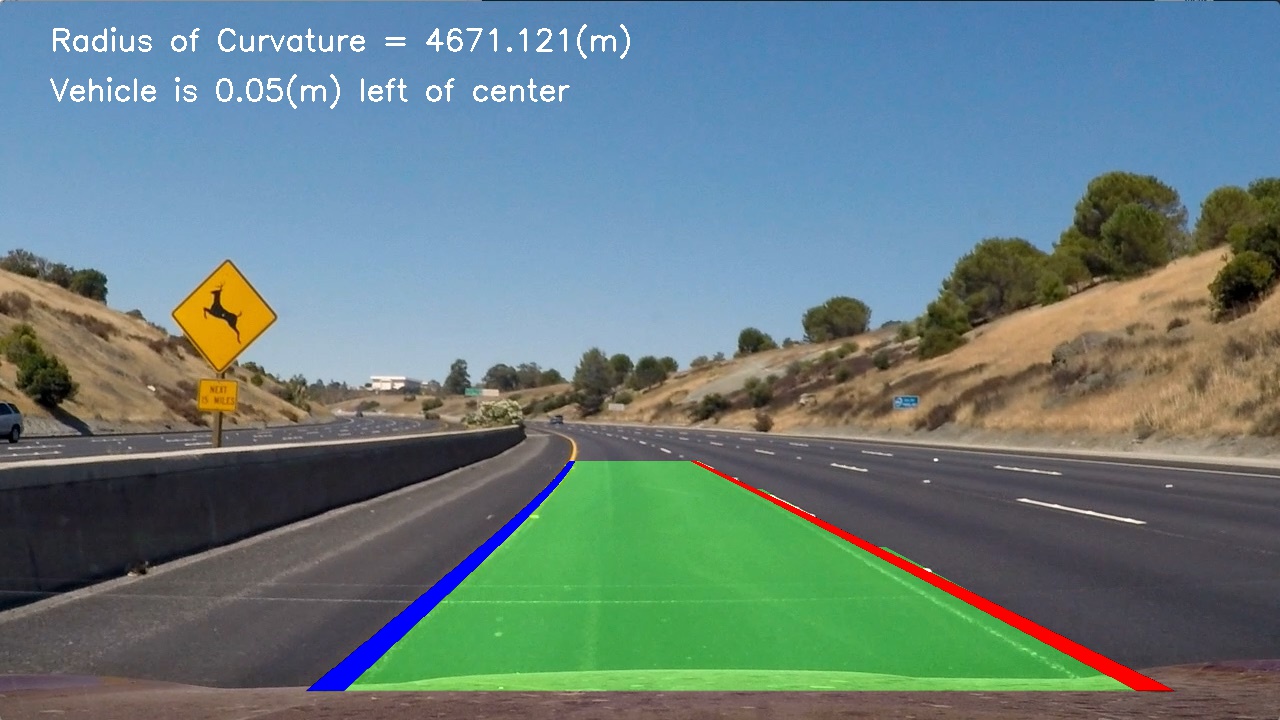 Radius of Curvature = 4671.121(m)
Vehicle is 0.05(m) left of center
NEXT
15 MILES